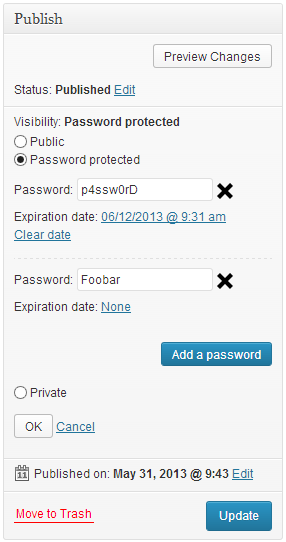 Publish
Preview Changes
Status: Published Edit
Visibility: Password protected
Public
Password protected
Password: p4ssw0rD
Expiration date: 06/12/2013 @ 9:31 am
Clear date
Password: Foobar
Expiration date: None
Add a password
Private
OK Cancel
11 Published on: May 31, 2013 @ 9:43 Edit
Move to Trash Update